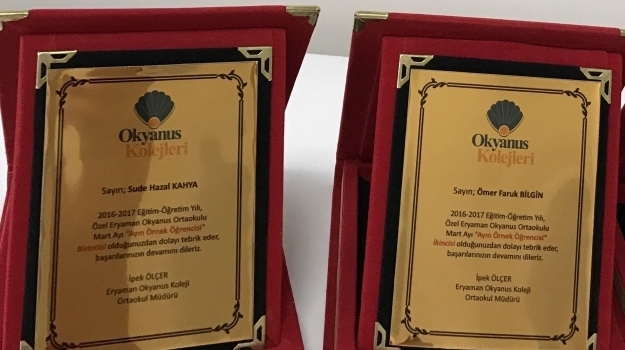 Okyanus
Kolejleri
Sayın; Sude Hazal KAHYA
2016-2017 Eğitim-Öğretim Yılı,
Özel Eryaman Okyanus Ortaokulu
Mart Ayı "Ayın Örnek Öğrencisi"
Birincisi olduğunuzdan dolayı tebrik eder,
başarılarınızın devamını dileriz.
İpek ÖLÇER
Eryaman Okyanus Koleji
Ortaokul Müdürü
Okyanus
Kolejleri
Sayın; Ömer Faruk BİLGİN
2016-2017 Eğitim-Öğretim Yılı,
Özel Eryaman Okyanus Ortaokulu
Mart Ayı "Ayın Örnek Öğrencisi"
İkincisi olduğunuzdan dolayı tebrik eder,
başarılarınızın devamını dileriz.
İpek ÖLÇER
Eryaman Okyanus Koleji
Ortaokul Müdürü